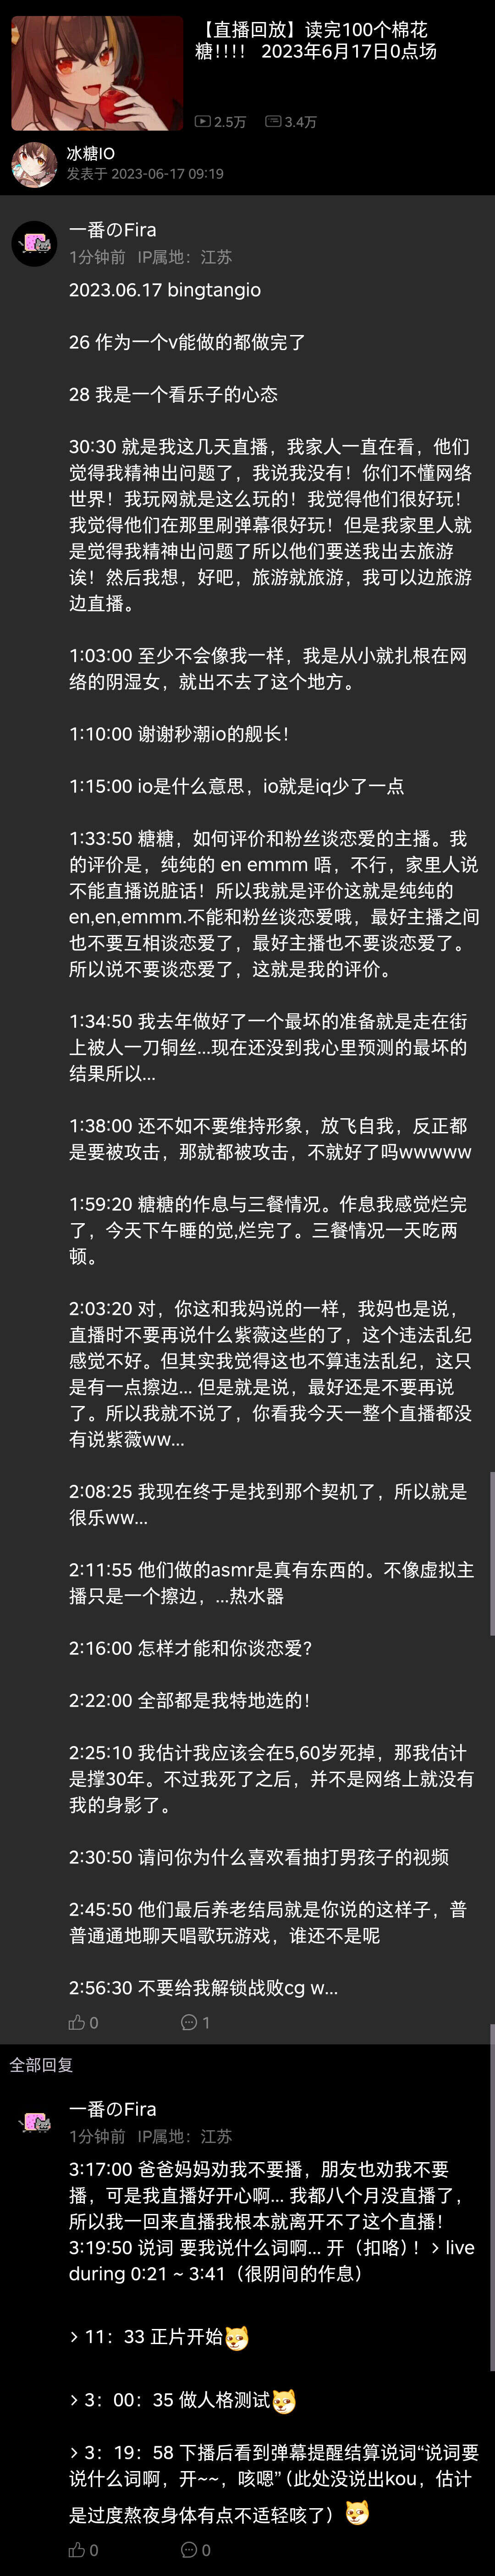 【直播回放】读完100个棉花
糖!!!! 2023年6月17日0点场
2.5万 3.4万
冰糖IO
发表于 2023-06-17 09:19
一番のFira
1分钟前 IP属地：江苏
2023.06.17 bingtangio
26 作为一个v能做的都做完了
28 我是一个看乐子的心态
30:30 就是我这几天直播，我家人一直在看，他们
觉得我精神出问题了，我说我没有！你们不懂网络
世界！我玩网就是这么玩的！我觉得他们很好玩！
我觉得他们在那里刷弹幕很好玩！但是我家里人就
是觉得我精神出问题了所以他们要送我出去旅游
诶！然后我想，好吧，旅游就旅游，我可以边旅游
边直播。
1:03:00 至少不会像我一样，我是从小就扎根在网
络的阴湿女，就出不去了这个地方。
1:10:00 谢谢秒潮io的舰长！
1:15:00 io是什么意思，io就是iq少了一点
1:33:50 糖糖，如何评价和粉丝谈恋爱的主播。我
的评价是，纯纯的 en emmm 唔，不行，家里人说
不能直播说脏话！所以我就是评价这就是纯纯的
en,en,emmm.不能和粉丝谈恋爱哦，最好主播之间
也不要互相谈恋爱了，最好主播也不要谈恋爱了。
所以说不要谈恋爱了，这就是我的评价。
1:34:50 我去年做好了一个最坏的准备就是走在街
上被人一刀铜丝...现在还没到我心里预测的最坏的
结果所以...
1:38:00 还不如不要维持形象，放飞自我，反正都
是要被攻击，那就都被攻击，不就好了吗wwwww
1:59:20 糖糖的作息与三餐情况。作息我感觉烂完
了，今天下午睡的觉,烂完了。三餐情况一天吃两
顿。
2:03:20 对，你这和我妈说的一样，我妈也是说，
直播时不要再说什么紫薇这些的了，这个违法乱纪
感觉不好。但其实我觉得这也不算违法乱纪，这只
是有一点擦边... 但是就是说，最好还是不要再说
了。所以我就不说了，你看我今天一整个直播都没
有说紫薇ww...
2:08:25 我现在终于是找到那个契机了，所以就是
很乐ww...
2:11:55 他们做的asmr是真有东西的。不像虚拟主
播只是一个擦边，...热水器
2:16:00 怎样才能和你谈恋爱？
2:22:00 全部都是我特地选的！
2:25:10 我估计我应该会在5,60岁死掉，那我估计
是撑30年。不过我死了之后，并不是网络上就没有
我的身影了。
2:30:50 请问你为什么喜欢看抽打男孩子的视频
2:45:50 他们最后养老结局就是你说的这样子，普
普通通地聊天唱歌玩游戏，谁还不是呢
2:56:30 不要给我解锁战败cg w...
0 1
全部回复
一番のFira
1分钟前 IP属地：江苏
3:17:00 爸爸妈妈劝我不要播，朋友也劝我不要
播，可是我直播好开心啊... 我都八个月没直播了，
所以我一回来直播我根本就离开不了这个直播！
3:19:50 说词 要我说什么词啊... 开（扣咯）！> live
during 0:21 ~ 3:41（很阴间的作息）
> 11：33 正片开始
> 3：00：35 做人格测试
> 3：19：58 下播后看到弹幕提醒结算说词“说词要
说什么词啊，开~~，咳嗯”（此处没说出kou，估计
是过度熬夜身体有点不适轻咳了）
0 0